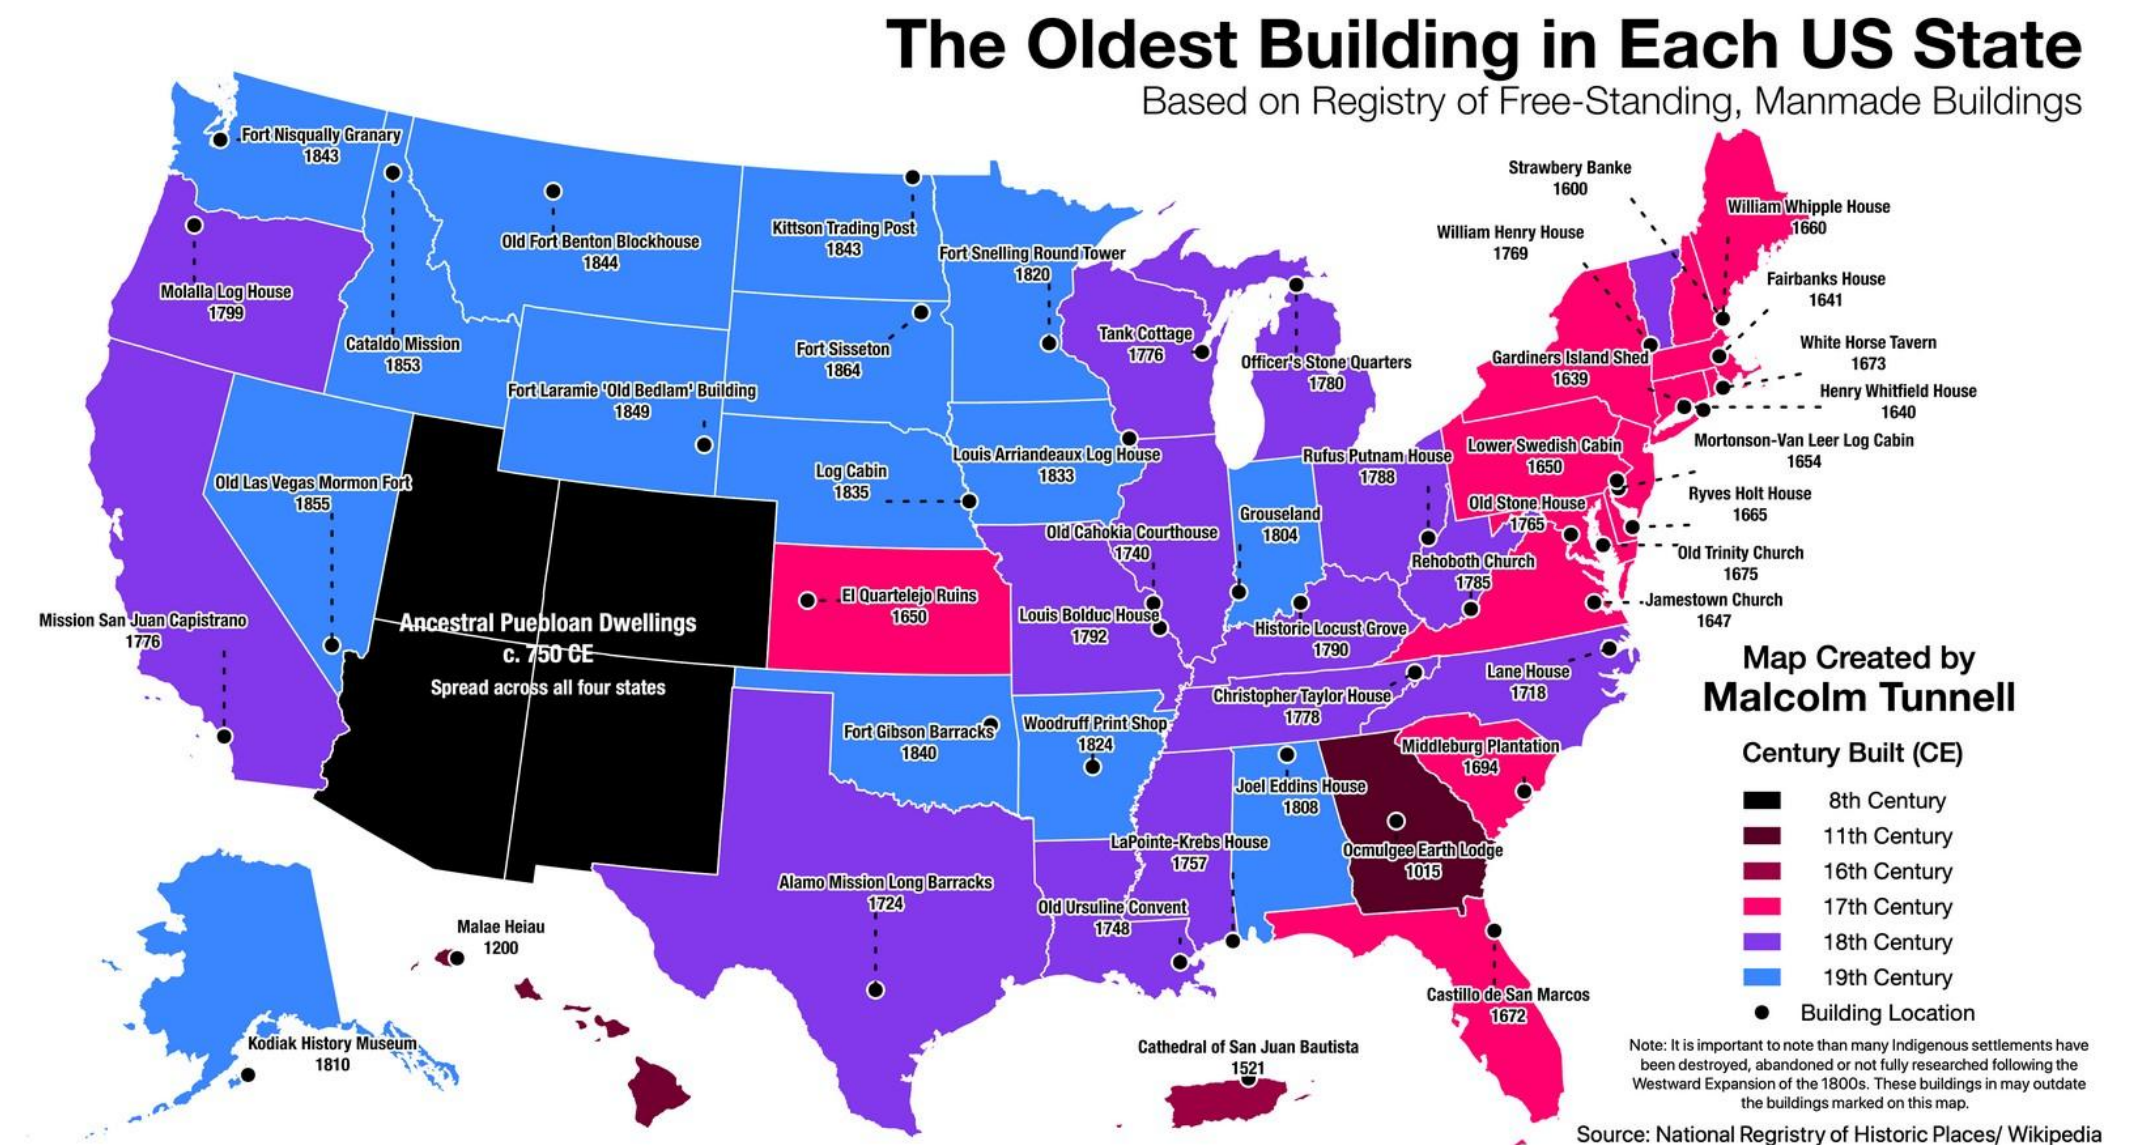 The Oldest Building in Each US State
Based on Registry of Free-Standing, Manmade Buildings
Fort Nisqually Granary
1843
Molalla Log House
1799
Cataldo Mission
1853
Old Fort Benton Blockhouse
1844
Kittson Trading Post
1843
Fort Snelling Round Tower
1820
Fort Sisseton
1864
Fort Laramie 'Old Bedlam' Building
1849
Tank Cottage
1776
Officer's Stone Quarters
1780
Strawbery Banke
1600
William Whipple House
1660
William Henry House
1769
Fairbanks House
1641
Gardiners Island Shed
1639
White Horse Tavern
1673
Henry Whitfield House
1640
Lower Swedish Cabin
1650
Mortonson-Van Leer Log Cabin
1654
Ryves Holt House
1665
Old Stone House
1765
Old Trinity Church
1675
Jamestown Church
1647
Old Las Vegas Mormon Fort
1855
Log Cabin
1835
Louis Arriandeaux Log House
1833
Rufus Putnam House
1788
Grouseland
1804
Old Cahokia Courthouse
1740
Rehoboth Church
1785
Mission San Juan Capistrano
1776
Ancestral Puebloan Dwellings
c. 750 CE
Spread across all four states
El Quartelejo Ruins
1650
Louis Bolduc House
1792
Historic Locust Grove
1790
Lane House
1718
Christopher Taylor House
1778
Fort Gibson Barracks
1840
Woodruff Print Shop
1824
Joel Eddins House
1808
Middleburg Plantation
1694
Ocmulgee Earth Lodge
1015
LaPointe-Krebs House
1757
Alamo Mission Long Barracks
1724
Old Ursuline Convent
1748
Castillo de San Marcos
1672
Malae Heiau
1200
Kodiak History Museum
1810
Cathedral of San Juan Bautista
1521
Map Created by
Malcolm Tunnell
Century Built (CE)
8th Century
11th Century
16th Century
17th Century
18th Century
19th Century
Building Location
Note: It is important to note than many Indigenous settlements have
been destroyed, abandoned or not fully researched following the
Westward Expansion of the 1800s. These buildings in may outdate
the buildings marked on this map.
Source: National Regristry of Historic Places/ Wikipedia